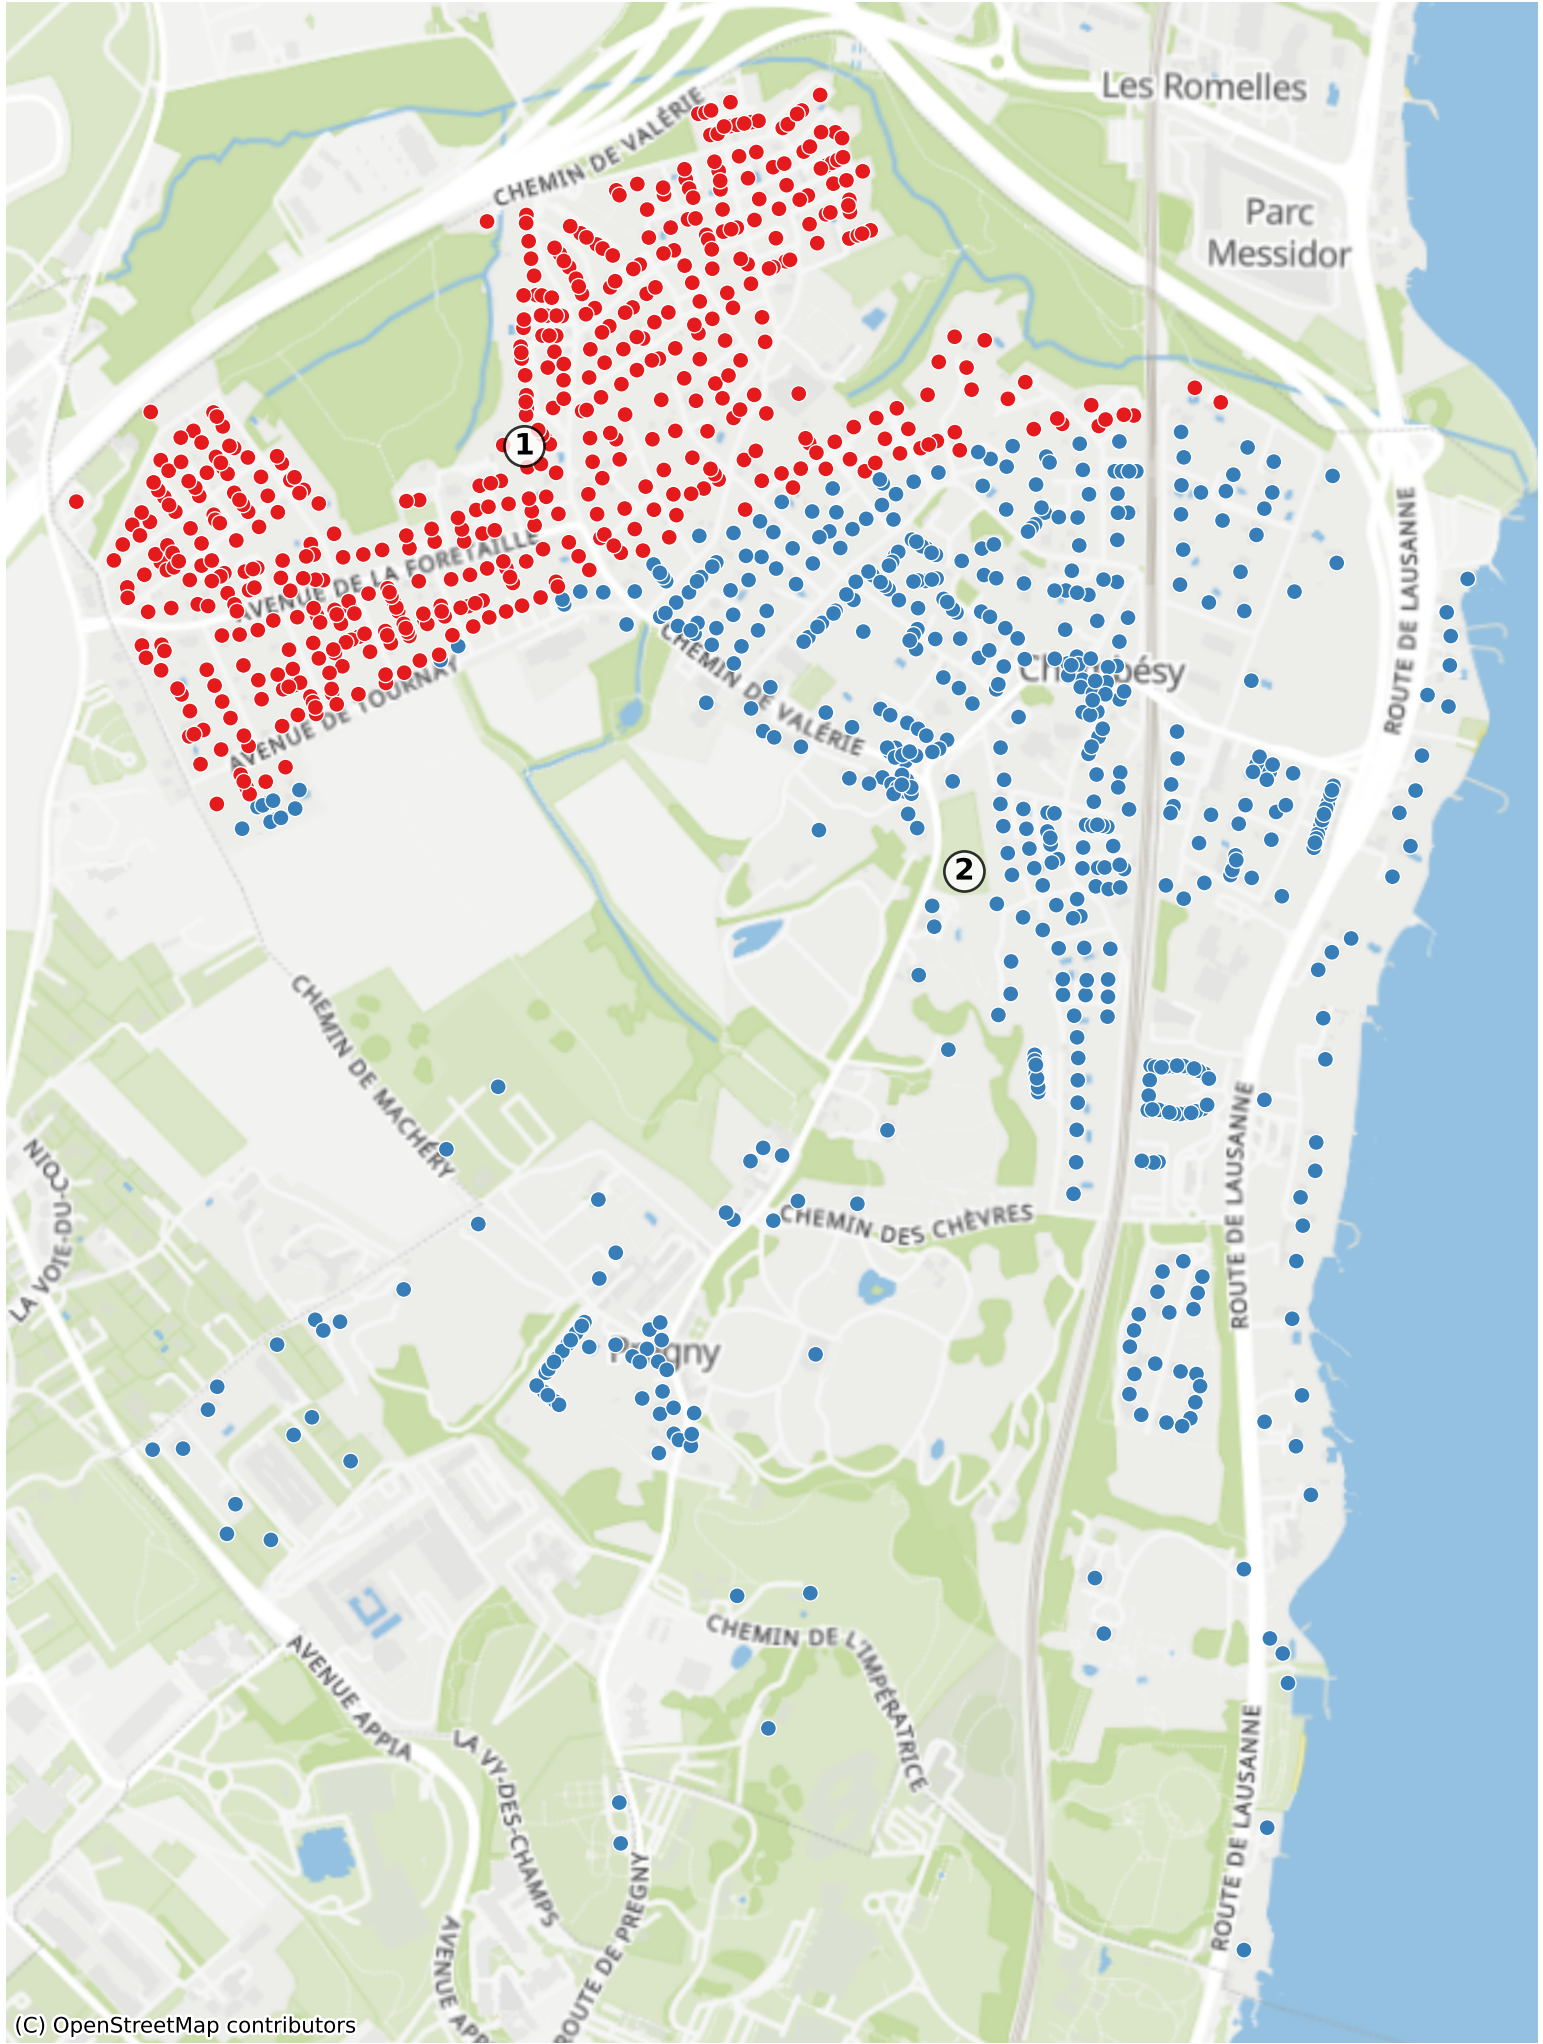 Les Romelles
CHEMIN DE VALÉRIE
Parc
Messidor
1
AVENUE DE LA FORETAILLE
ROUTE DE LAUSANNE
CHEMIN DE VALÉRIE
AVENUE DE TOURNAY
2
CHEMIN DE MACHÉRY
LA VOIE-DU-COIN
CHEMIN DES CHÈVRES
ROUTE DE LAUSANNE
CHEMIN DE L'IMPÉRATRICE
AVENUE APPIA
LA VY-DES-CHAMPS
ROUTE DE LAUSANNE
ROUTE DE PREGNY
AVENUE
(C) OpenStreetMap contributors